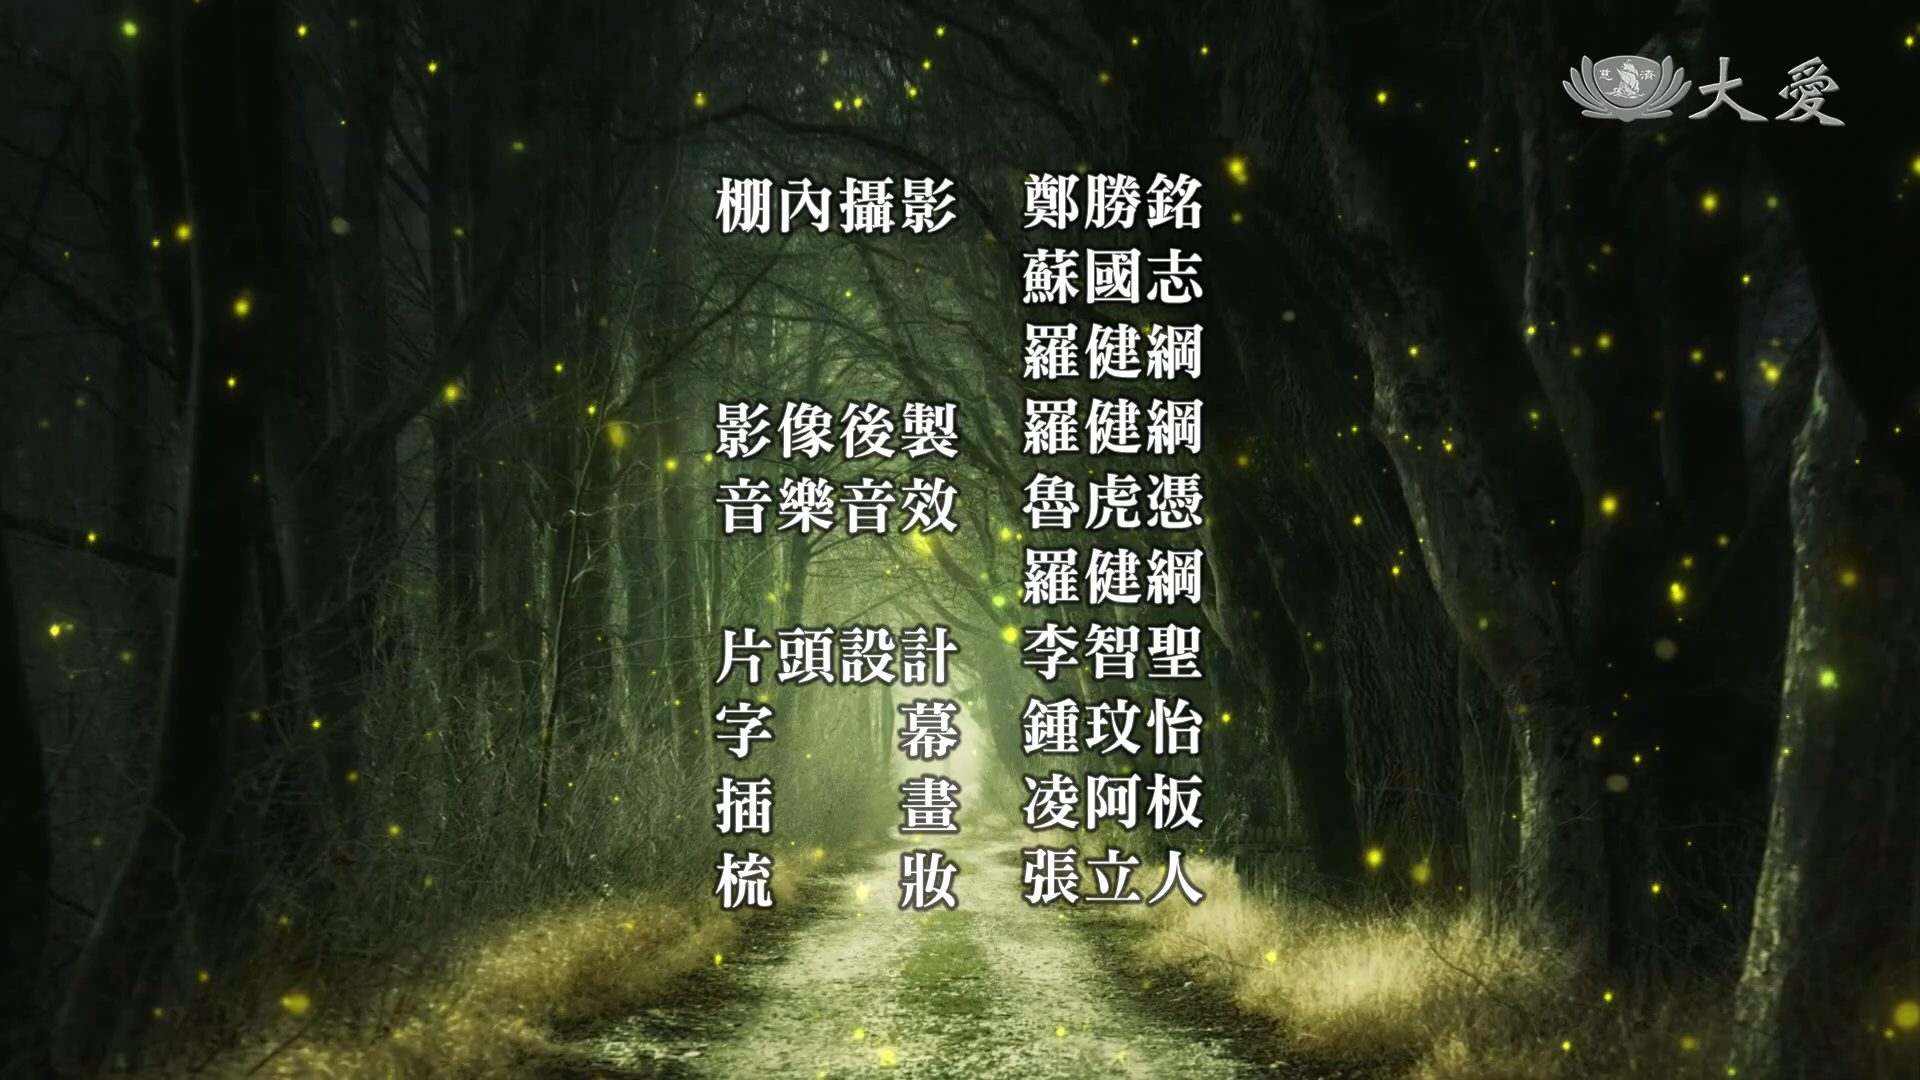 慈濟 大愛
棚內攝影 鄭勝銘
蘇國志
羅健綱
影像後製 羅健綱
音樂音效 魯虎憑
羅健綱
片頭設計 李智聖
字幕 鍾玟怡
插畫 凌阿板
梳妝 張立人